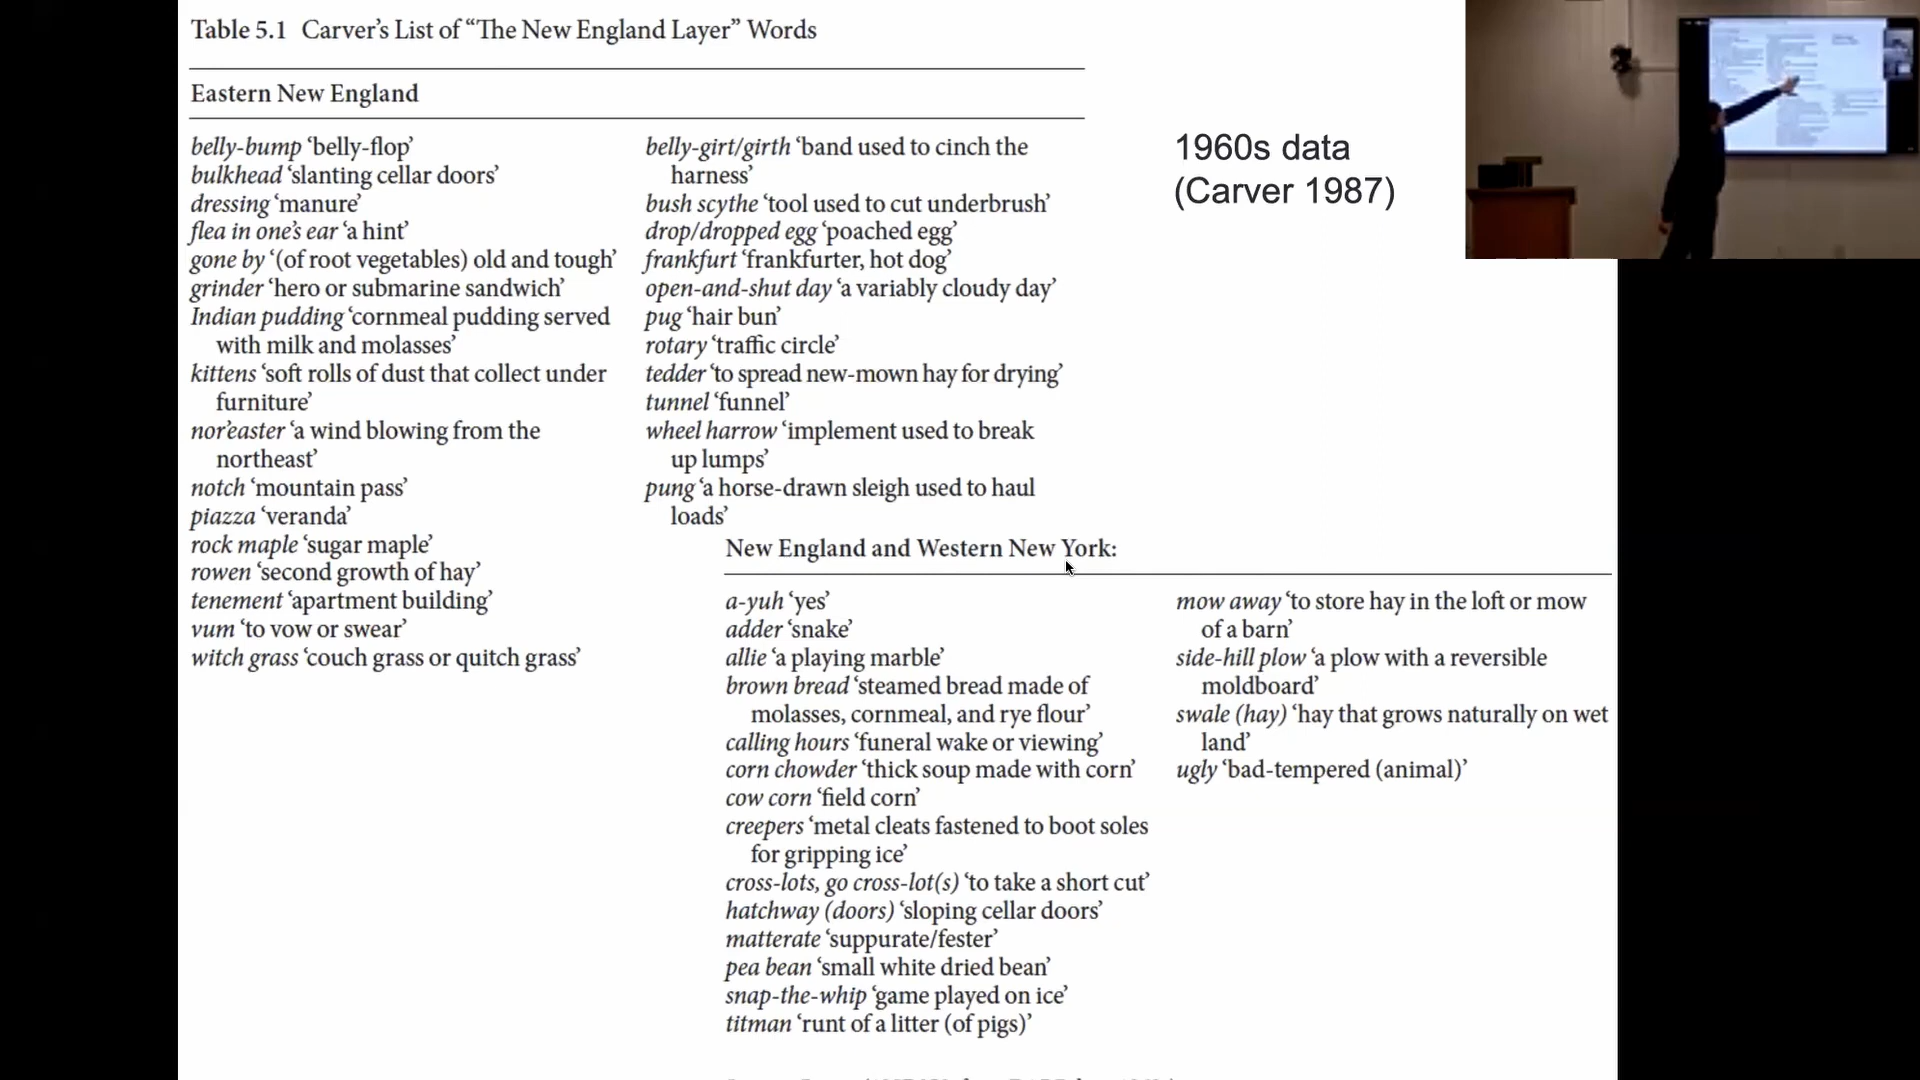 Table 5.1 Carver's List of “The New England Layer” Words
Eastern New England
belly-bump ‘belly-flop’
bulkhead ‘slanting cellar doors’
dressing ‘manure’
flea in one's ear ‘a hint’
gone by ‘(of root vegetables) old and tough’
grinder ‘hero or submarine sandwich’
Indian pudding ‘cornmeal pudding served
with milk and molasses’
kittens ‘soft rolls of dust that collect under
furniture’
nor'easter ‘a wind blowing from the
northeast’
notch ‘mountain pass’
piazza ‘veranda’
rock maple ‘sugar maple’
rowen ‘second growth of hay’
tenement ‘apartment building’
vum ‘to vow or swear’
witch grass ‘couch grass or quitch grass’
belly-girt/girth ‘band used to cinch the
harness’
bush scythe ‘tool used to cut underbrush’
drop/dropped egg ‘poached egg’
frankfurt ‘frankfurter, hot dog’
open-and-shut day ‘a variably cloudy day’
pug ‘hair bun’
rotary ‘traffic circle’
tedder ‘to spread new-mown hay for drying’
tunnel ‘funnel’
wheel harrow ‘implement used to break
up lumps’
pung ‘a horse-drawn sleigh used to haul
loads’
1960s data
(Carver 1987)
New England and Western New York:
a-yuh ‘yes’
adder ‘snake’
allie ‘a playing marble’
brown bread ‘steamed bread made of
molasses, cornmeal, and rye flour’
calling hours ‘funeral wake or viewing’
corn chowder ‘thick soup made with corn’
cow corn ‘field corn’
creepers ‘metal cleats fastened to boot soles
for gripping ice’
cross-lots, go cross-lot(s) ‘to take a short cut’
hatchway (doors) ‘sloping cellar doors’
matterate ‘suppurate/fester’
pea bean ‘small white dried bean’
snap-the-whip ‘game played on ice’
titman ‘runt of a litter (of pigs)’
mow away ‘to store hay in the loft or mow
of a barn’
side-hill plow ‘a plow with a reversible
moldboard’
swale (hay) ‘hay that grows naturally on wet
land’
ugly ‘bad-tempered (animal)’